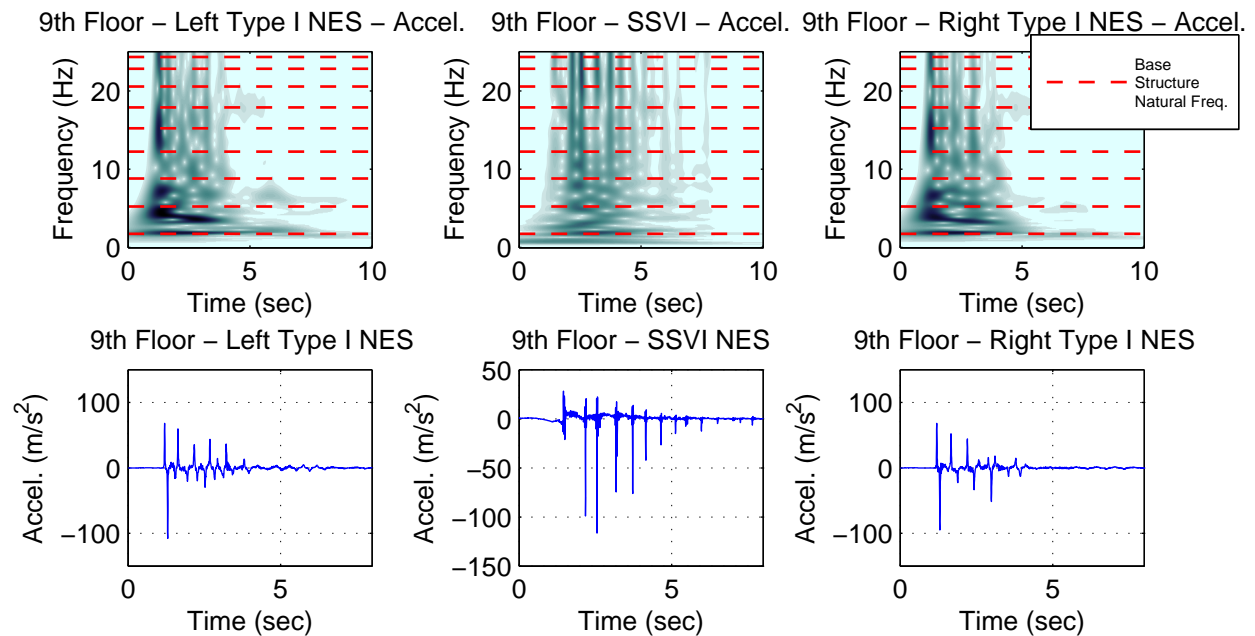 9th Floor – Left Type I NES – Accel.
9th Floor – SSVI – Accel.
9th Floor – Right Type I NES – Accel.
Frequency (Hz)
20
10
0
0 5 10
Time (sec)
Frequency (Hz)
20
10
0
0 5 10
Time (sec)
Frequency (Hz)
20
10
0
0 5 10
Time (sec)
Base
Structure
Natural Freq.
9th Floor – Left Type I NES
Accel. (m/s²)
100
0
−100
0 5
Time (sec)
9th Floor – SSVI NES
Accel. (m/s²)
50
0
−50
−100
−150
0 5
Time (sec)
9th Floor – Right Type I NES
Accel. (m/s²)
100
0
−100
0 5
Time (sec)